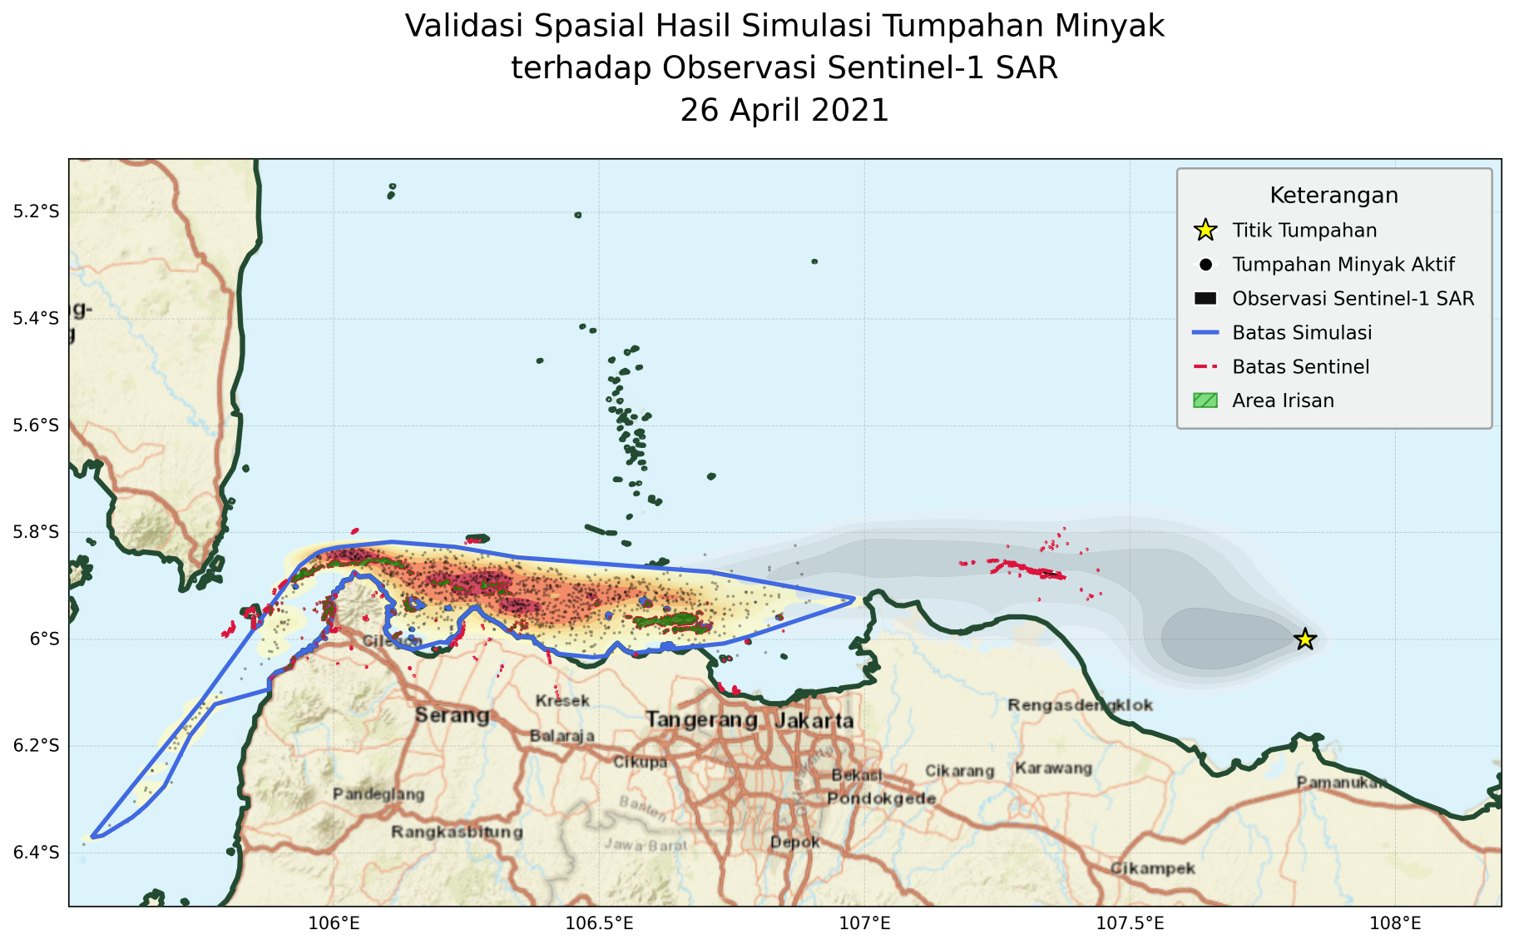 Validasi Spasial Hasil Simulasi Tumpahan Minyak
terhadap Observasi Sentinel-1 SAR
26 April 2021
Keterangan
Titik Tumpahan
Tumpahan Minyak Aktif
Observasi Sentinel-1 SAR
Batas Simulasi
Batas Sentinel
Area Irisan
5.2°S
5.4°S
5.6°S
5.8°S
6°S
6.2°S
6.4°S
g-
g
Cilegon
Serang
Kresek
Balaraja
Tangerang
Jakarta
Cikupa
Pandeglang
Rangkasbitung
Banten
Jawa Barat
Bekasi
Pondokgede
Depok
Cikarang
Karawang
Rengasdengklok
Pamanukan
Cikampek
106°E
106.5°E
107°E
107.5°E
108°E